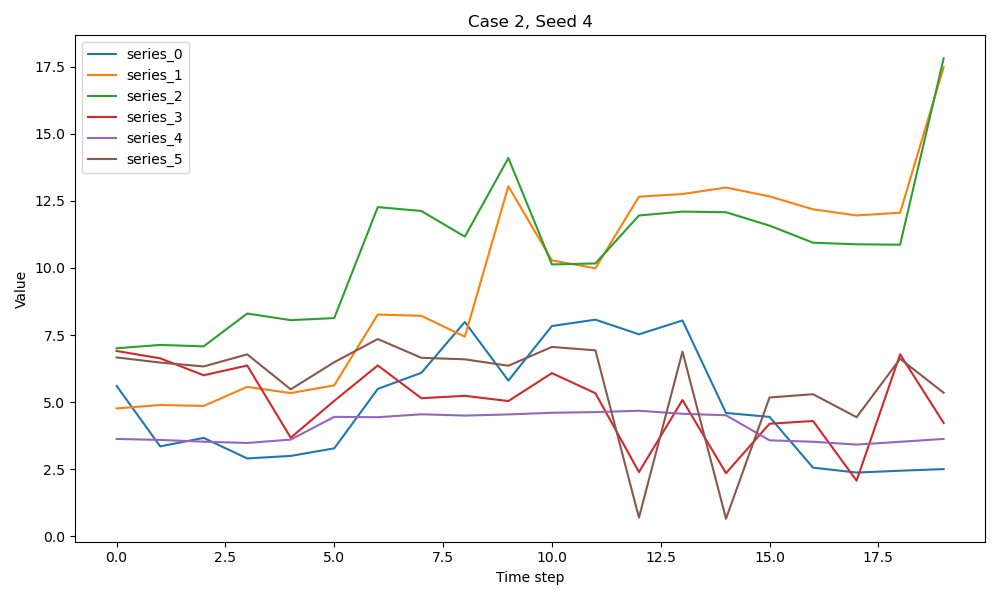 Case 2, Seed 4
series_0
series_1
series_2
series_3
series_4
series_5
17.5
15.0
12.5
10.0
7.5
5.0
2.5
0.0
Value
0.0 2.5 5.0 7.5 10.0 12.5 15.0 17.5
Time step